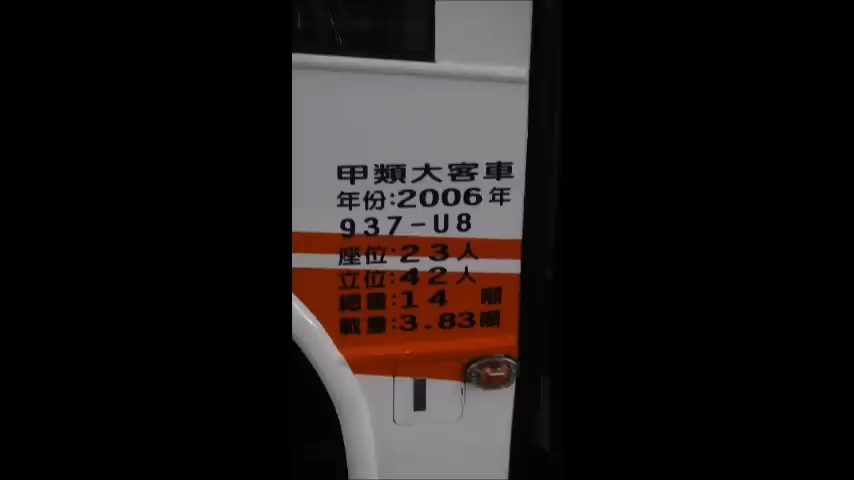 甲類大客車
年份:2006年
937-U8
座位:23人
立位:42人
總重:14 噸
載重:3.83噸